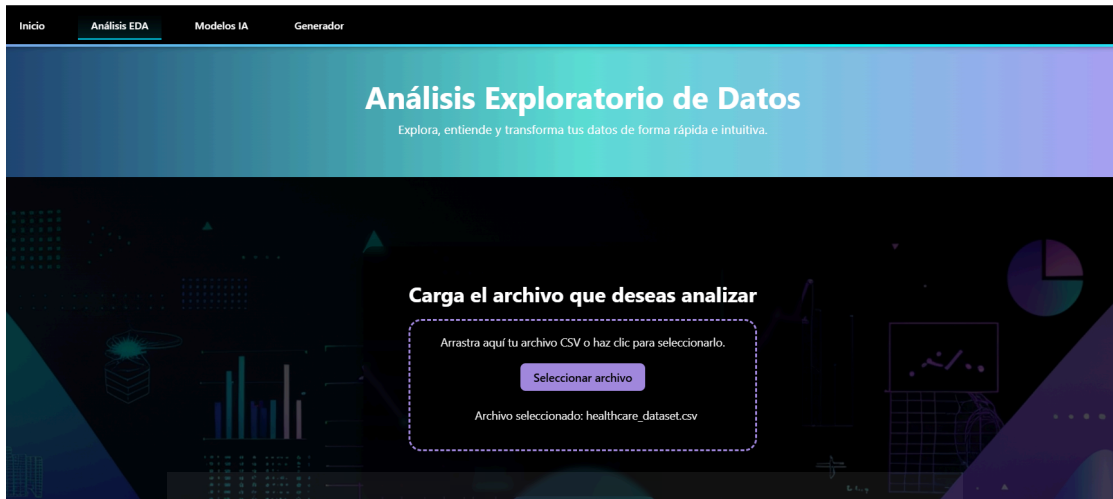 Inicio Análisis EDA Modelos IA Generador
Análisis Exploratorio de Datos
Explora, entiende y transforma tus datos de forma rápida e intuitiva.
Carga el archivo que deseas analizar
Arrastra aquí tu archivo CSV o haz clic para seleccionarlo.
Seleccionar archivo
Archivo seleccionado: healthcare_dataset.csv